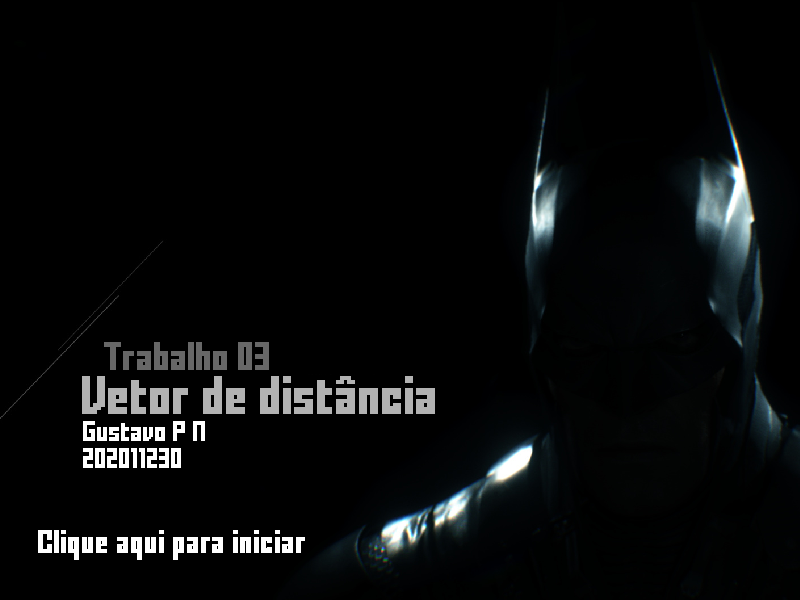 Trabalho 03
Vetor de distância
Gustavo P N
202011230
Clique aqui para iniciar